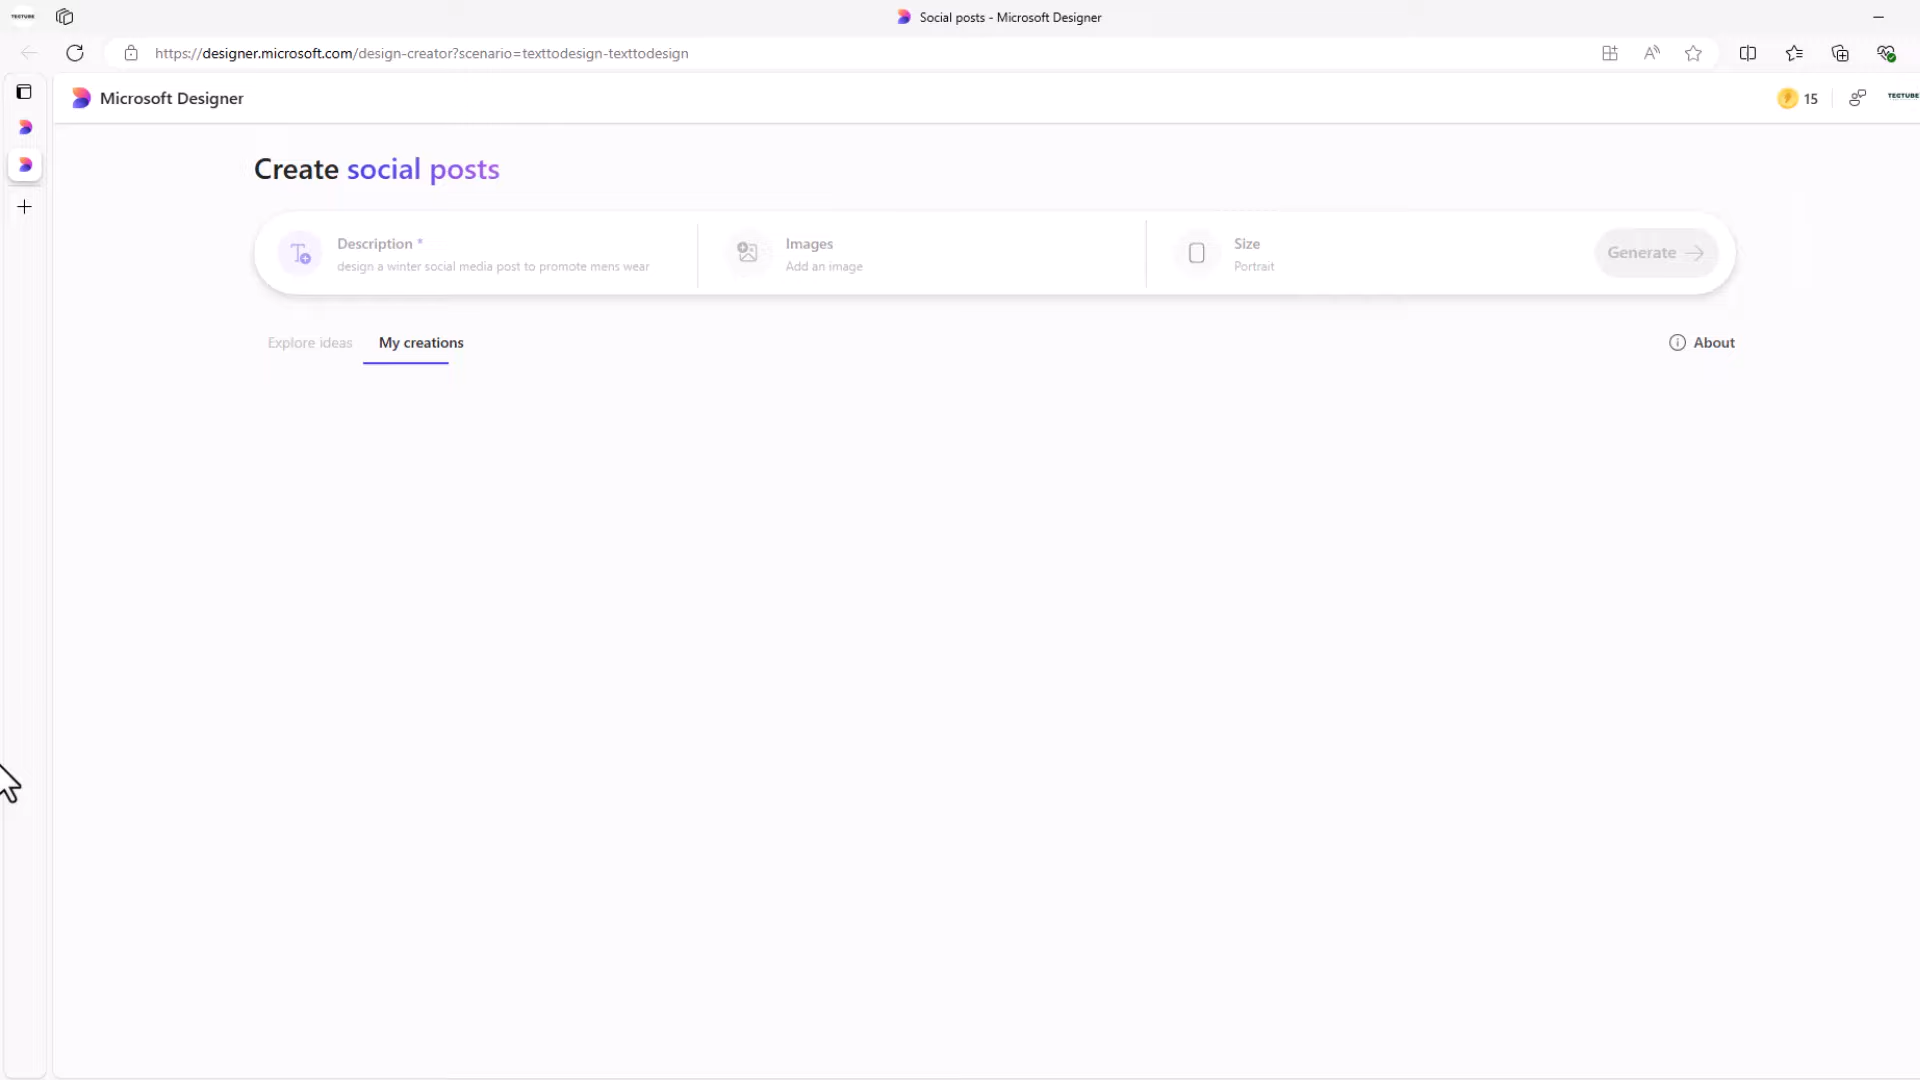 TECTUBE
Social posts - Microsoft Designer
https://designer.microsoft.com/design-creator?scenario=texttodesign-texttodesign
Microsoft Designer
15
TECTUBE
Create social posts
Description *
design a winter social media post to promote mens wear
Images
Add an image
Size
Portrait
Generate
Explore ideas
My creations
About